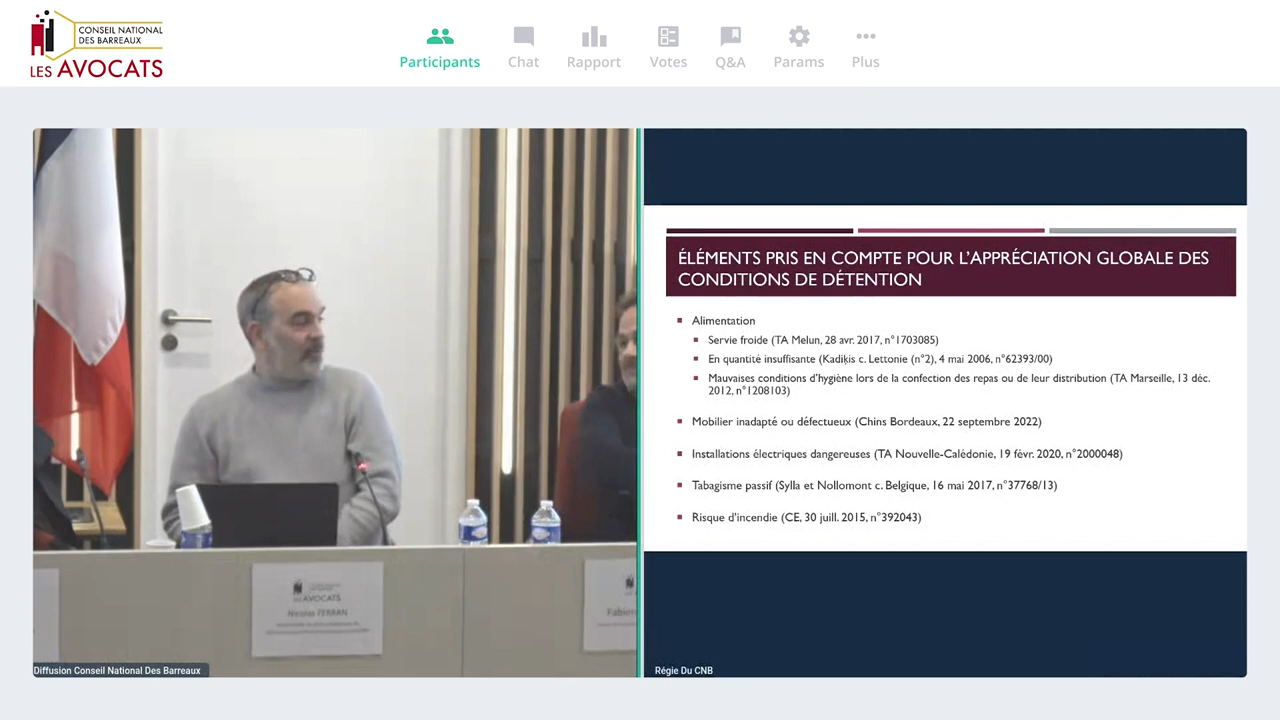 CONSEIL NATIONAL
DES BARREAUX
LES AVOCATS
Participants
Chat
Rapport
Votes
Q&A
Params
Plus
ÉLÉMENTS PRIS EN COMPTE POUR L'APPRÉCIATION GLOBALE DES
CONDITIONS DE DÉTENTION
Alimentation
Servie froide (TA Melun, 28 avr. 2017, n°1703085)
En quantité insuffisante (Kadiķis c. Lettonie (n°2), 4 mai 2006, n°62393/00)
Mauvaises conditions d'hygiène lors de la confection des repas ou de leur distribution (TA Marseille, 13 déc.
2012, n°1208103)
Mobilier inadapté ou défectueux (Chins Bordeaux, 22 septembre 2022)
Installations électriques dangereuses (TA Nouvelle-Calédonie, 19 févr. 2020, n°2000048)
Tabagisme passif (Sylla et Nollomont c. Belgique, 16 mai 2017, n°37768/13)
Risque d'incendie (CE, 30 juill. 2015, n°392043)
LES AVOCATS
Nicolas FERRAN
Diffusion Conseil National Des Barreaux
Régie Du CNB